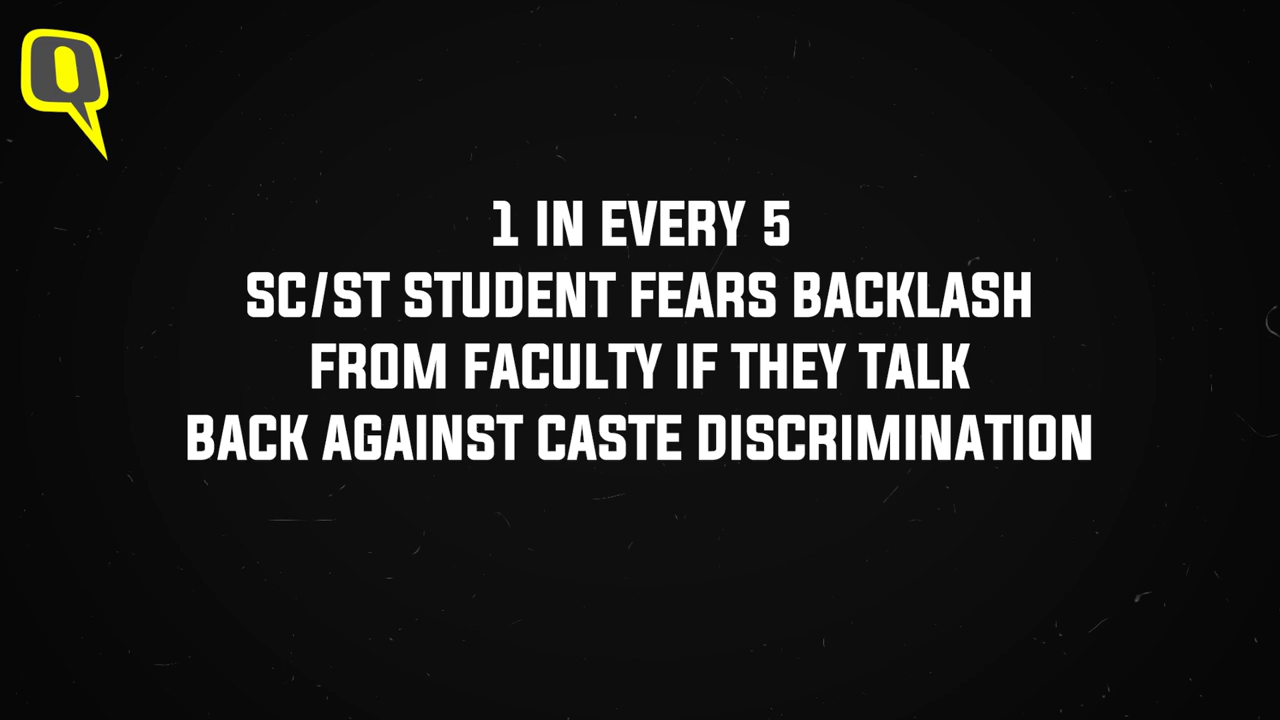 1 IN EVERY 5
SC/ST STUDENT FEARS BACKLASH
FROM FACULTY IF THEY TALK
BACK AGAINST CASTE DISCRIMINATION